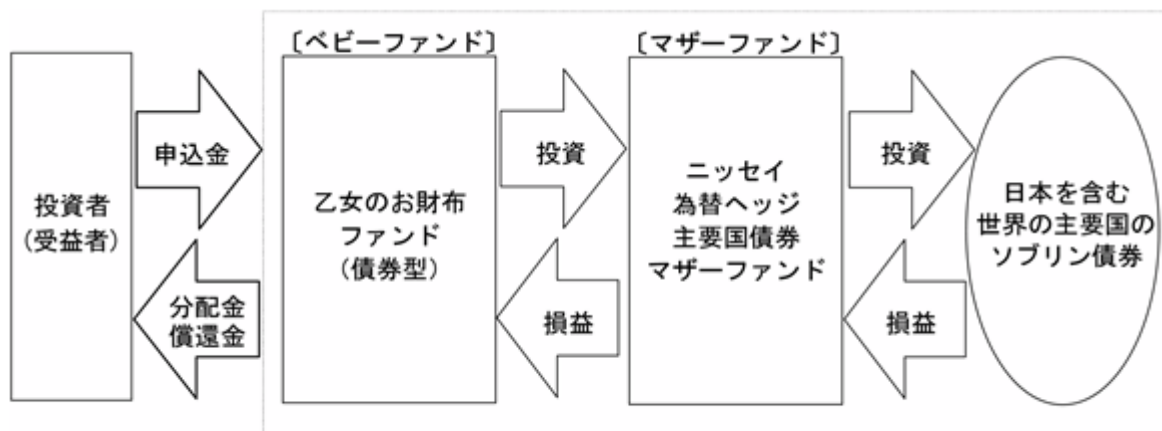 〔ベビーファンド〕
〔マザーファンド〕
投資者
(受益者)
申込金
分配金
償還金
乙女のお財布
ファンド
(債券型)
投資
損益
ニッセイ
為替ヘッジ
主要国債券
マザーファンド
投資
損益
日本を含む
世界の主要国の
ソブリン債券